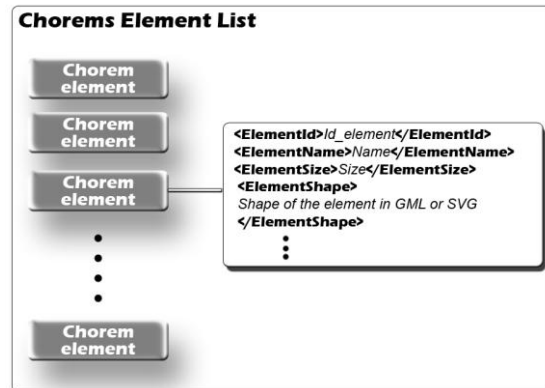 Chorems Element List
Chorem
element
Chorem
element
Chorem
element
Chorem
element
<ElementId>Id_element</ElementId>
<ElementName>Name</ElementName>
<ElementSize>Size</ElementSize>
<ElementShape>
Shape of the element in GML or SVG
</ElementShape>